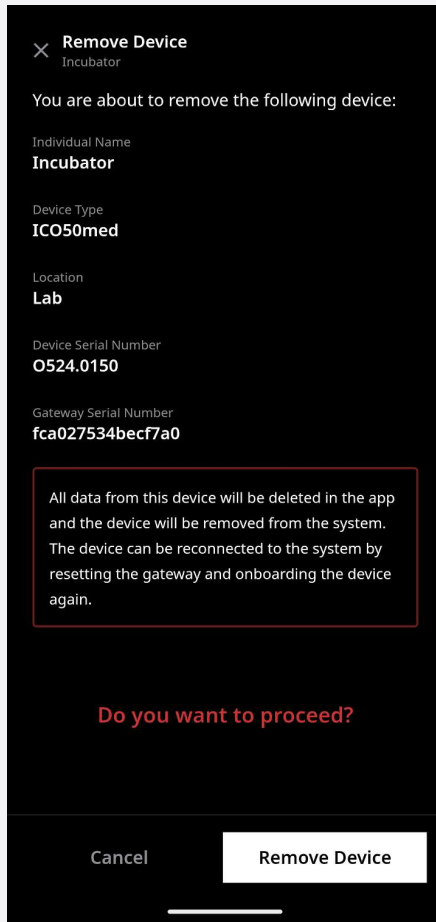 Remove Device
Incubator
You are about to remove the following device:
Individual Name
Incubator
Device Type
ICO50med
Location
Lab
Device Serial Number
O524.0150
Gateway Serial Number
fca027534becf7a0
All data from this device will be deleted in the app
and the device will be removed from the system.
The device can be reconnected to the system by
resetting the gateway and onboarding the device
again.
Do you want to proceed?
Cancel
Remove Device